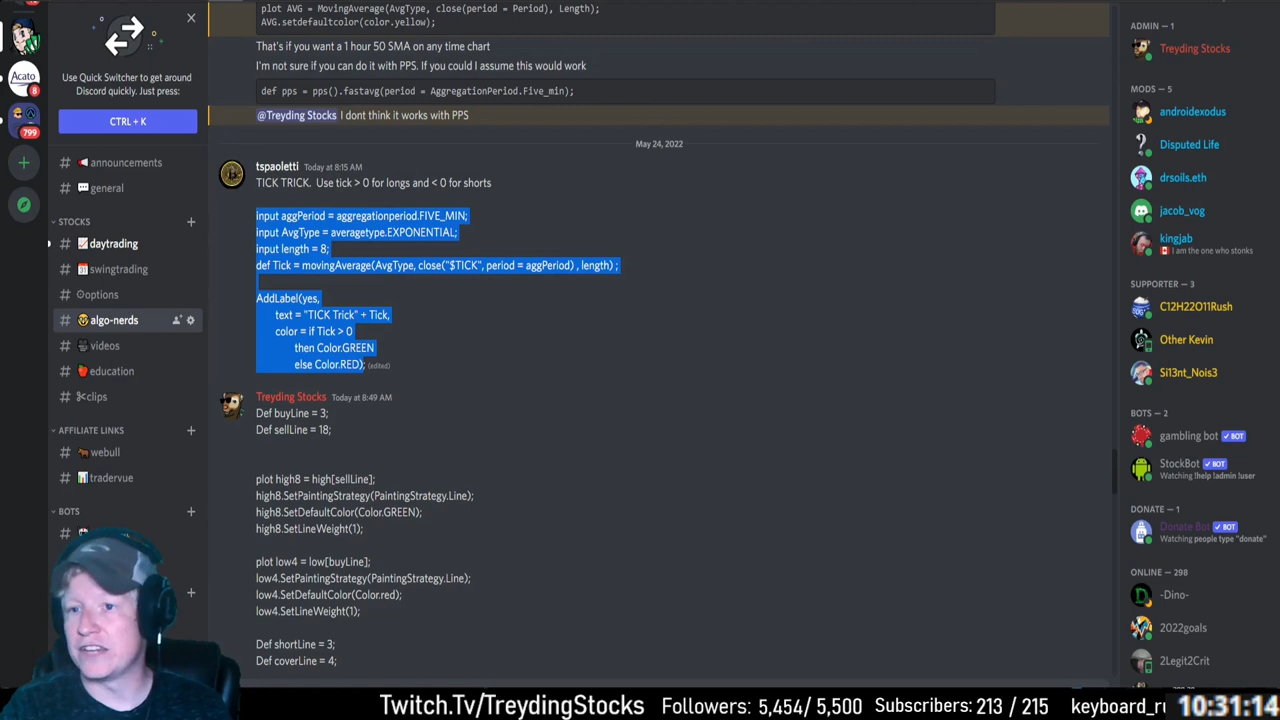 Acato
8
799
Use Quick Switcher to get around
Discord quickly. Just press:
CTRL + K
announcements
general
STOCKS
daytrading
swingtrading
options
algo-nerds
videos
education
clips
AFFILIATE LINKS
webull
tradervue
BOTS
plot AVG = MovingAverage(AvgType, close(period = Period), Length);
AVG.setdefaultcolor(color.yellow);
That's if you want a 1 hour 50 SMA on any time chart
I'm not sure if you can do it with PPS. If you could I assume this would work
def pps = pps().fastavg(period = AggregationPeriod.Five_min);
@Treyding Stocks I dont think it works with PPS
May 24, 2022
tspaoletti Today at 8:15 AM
TICK TRICK. Use tick > 0 for longs and < 0 for shorts
input aggPeriod = aggregationperiod.FIVE_MIN;
input AvgType = averagetype.EXPONENTIAL;
input length = 8;
def Tick = movingAverage(AvgType, close("$TICK", period = aggPeriod) , length) ;
AddLabel(yes,
text = "TICK Trick" + Tick,
color = if Tick > 0
then Color.GREEN
else Color.RED); (edited)
Treyding Stocks Today at 8:49 AM
Def buyLine = 3;
Def sellLine = 18;
plot high8 = high[sellLine];
high8.SetPaintingStrategy(PaintingStrategy.Line);
high8.SetDefaultColor(Color.GREEN);
high8.SetLineWeight(1);
plot low4 = low[buyLine];
low4.SetPaintingStrategy(PaintingStrategy.Line);
low4.SetDefaultColor(Color.red);
low4.SetLineWeight(1);
Def shortLine = 3;
Def coverLine = 4;
ADMIN — 1
Treyding Stocks
MODS — 5
androidexodus
Disputed Life
drsoils.eth
jacob_vog
kingjab
I am the one who stonks
SUPPORTER — 3
C12H22O11Rush
Other Kevin
Si13nt_Nois3
BOTS — 2
gambling bot BOT
StockBot BOT
Watching !help !admin !user
DONATE — 1
Donate Bot BOT
Watching people type "donate"
ONLINE — 298
-Dino-
2022goals
2Legit2Crit
Twitch.Tv/TreydingStocks Followers: 5,454/ 5,500 Subscribers: 213 / 215 keyboard_ru 10:31:14